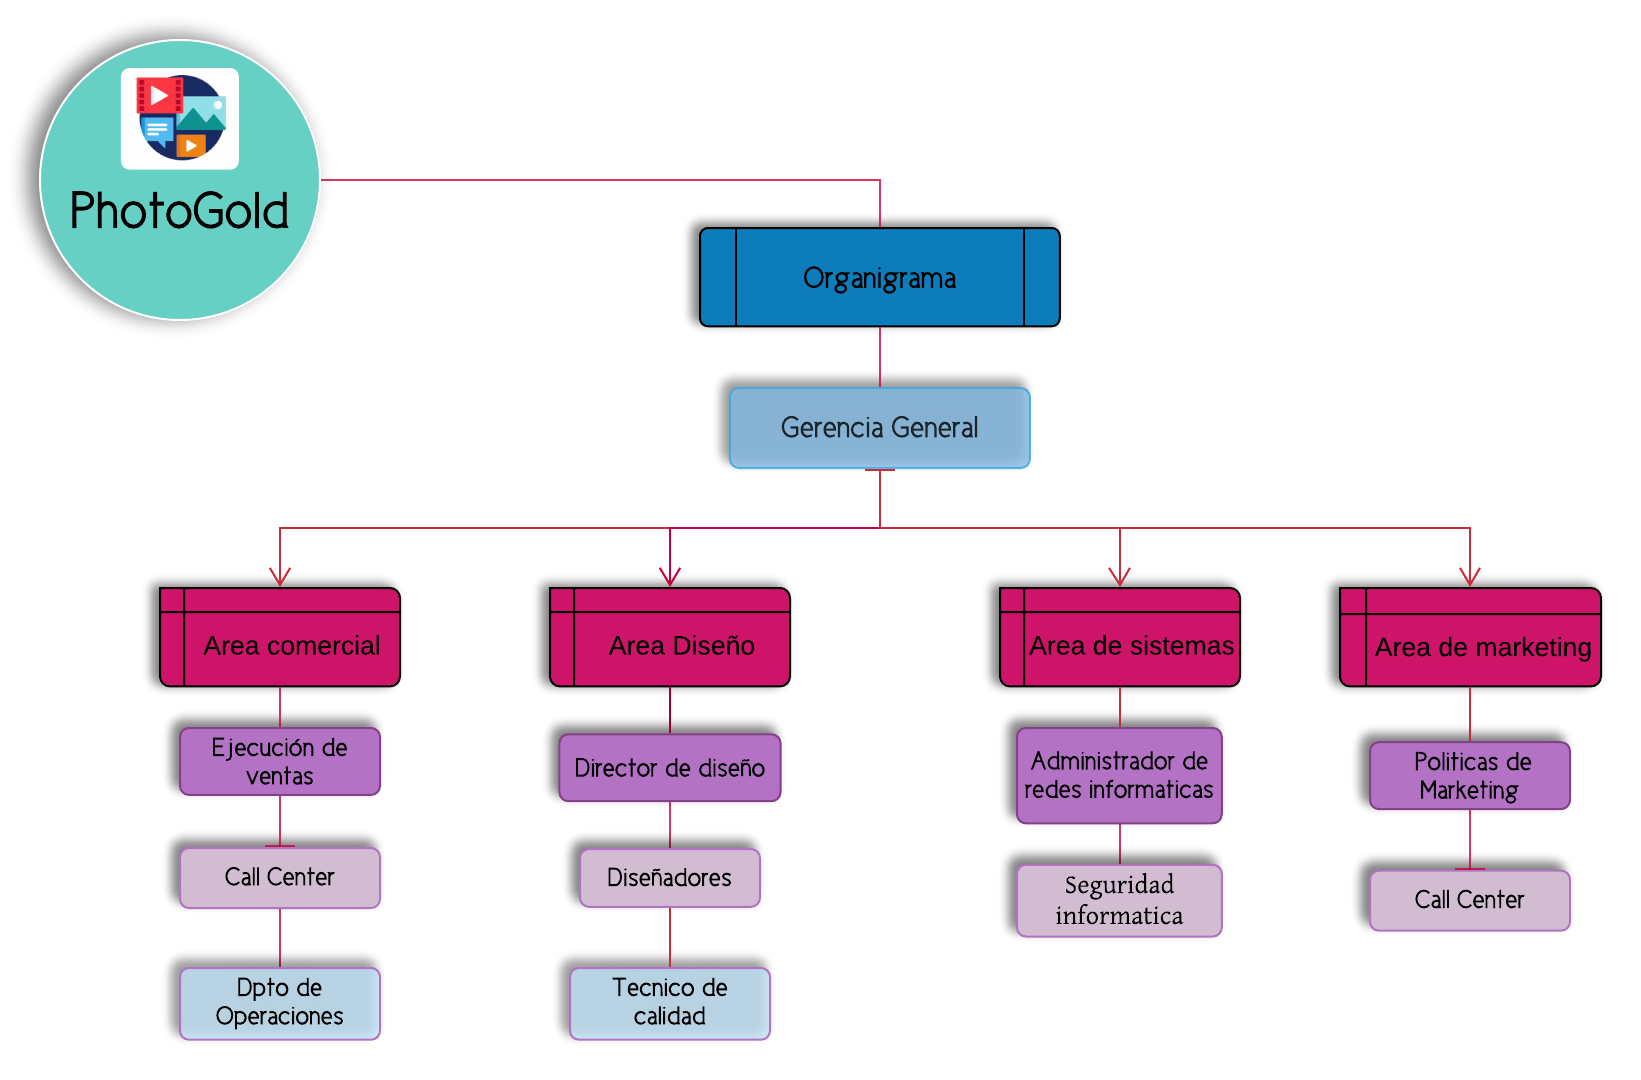 PhotoGold
Organigrama
Gerencia General
Area comercial
Area Diseño
Area de sistemas
Area de marketing
Ejecución de
ventas
Director de diseño
Administrador de
redes informaticas
Politicas de
Marketing
Call Center
Diseñadores
Seguridad
informatica
Call Center
Dpto de
Operaciones
Tecnico de
calidad